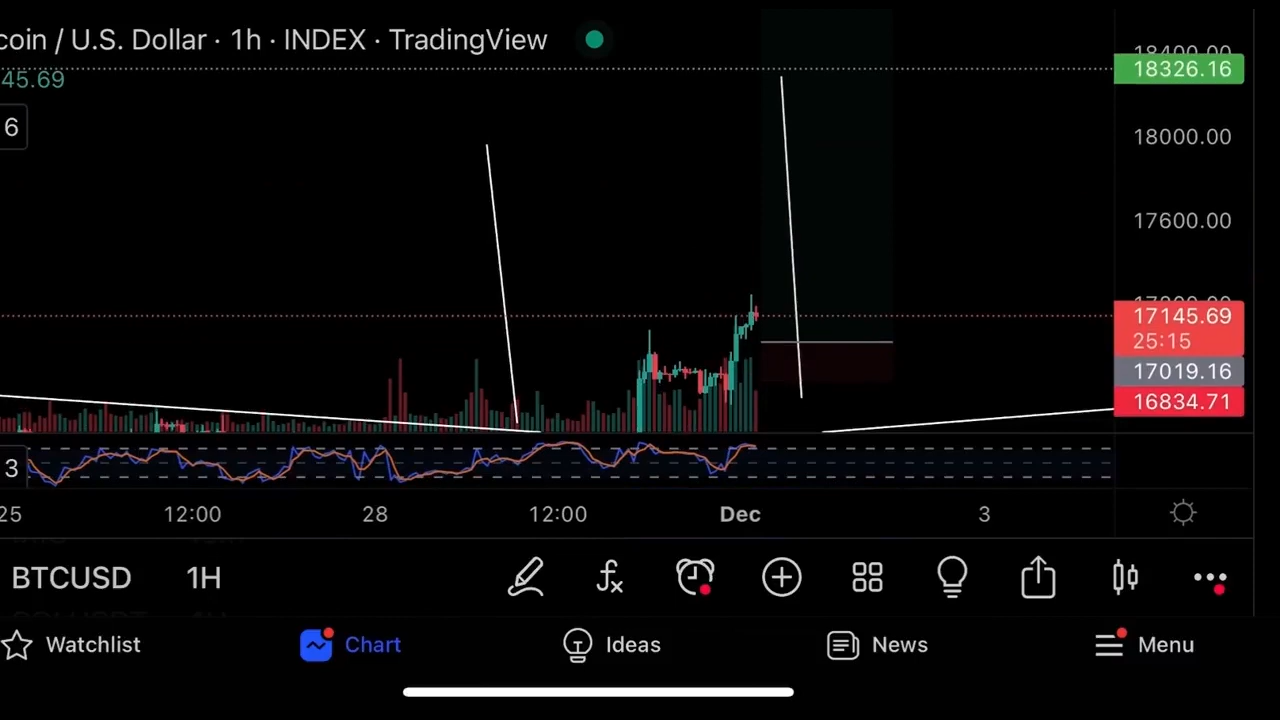 coin / U.S. Dollar · 1h · INDEX · TradingView
45.69
6
18400.00
18326.16
18000.00
17600.00
17145.69
25:15
17019.16
16834.71
3
25 12:00 28 12:00 Dec 3
BTCUSD 1H
Watchlist Chart Ideas News Menu